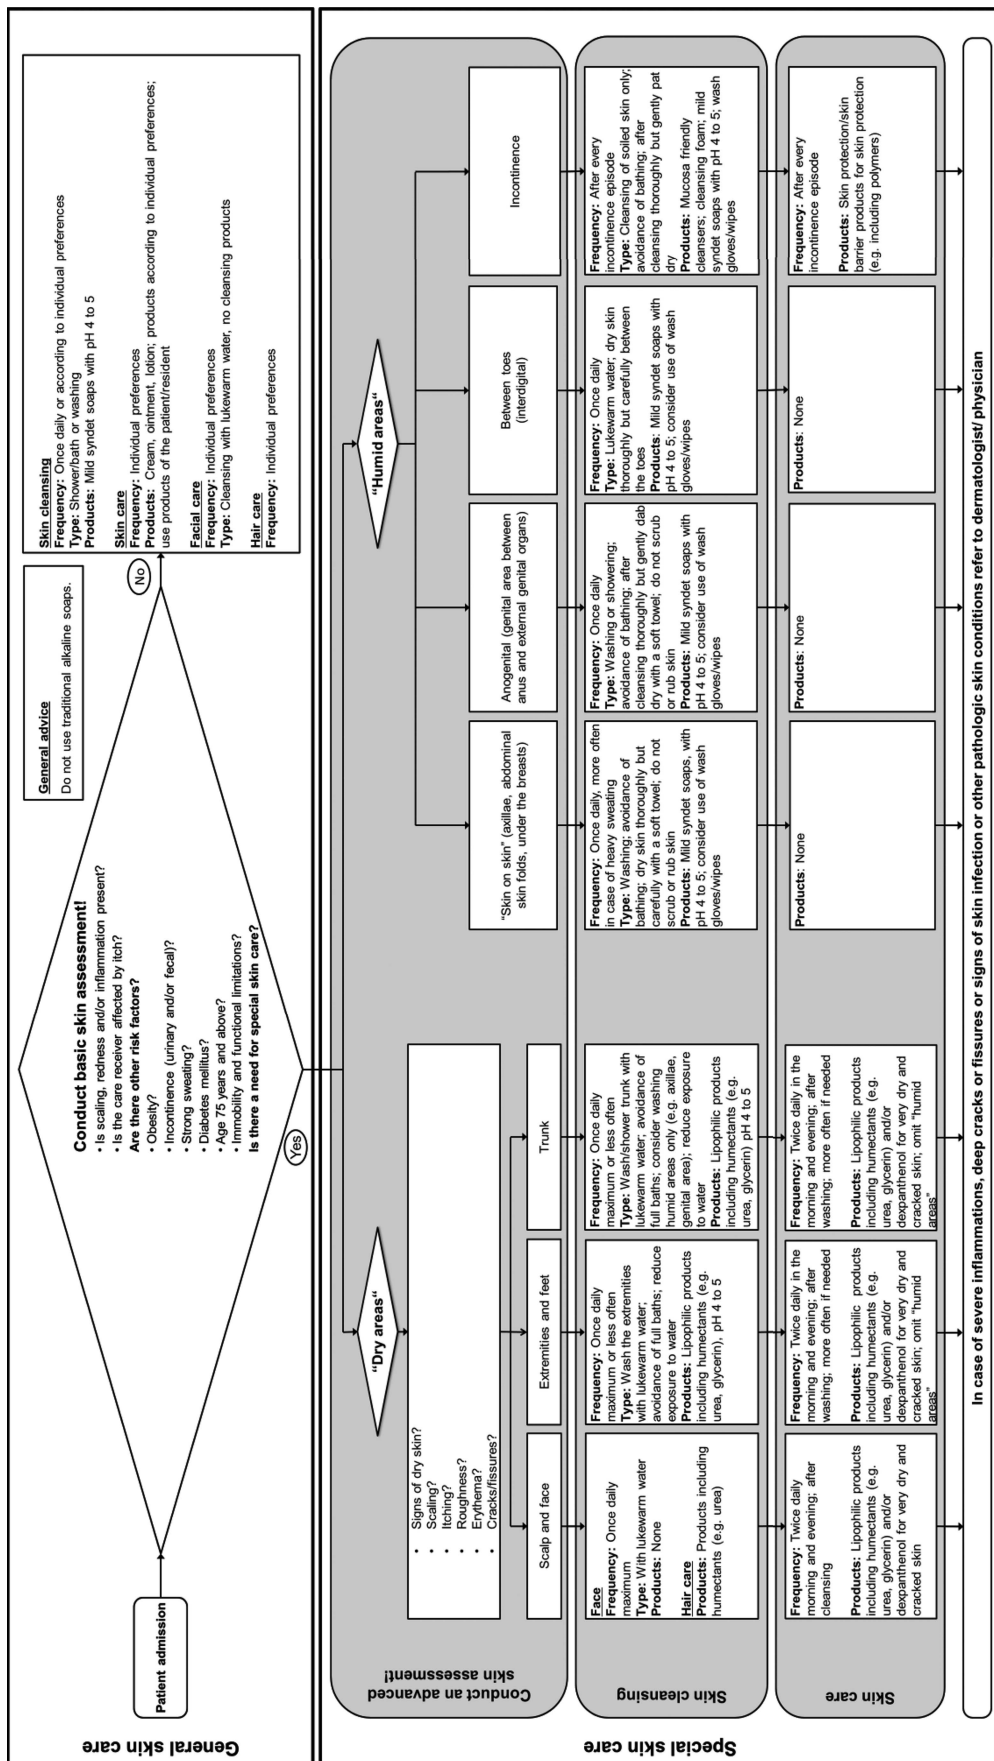 General skin care
Patient admission
Conduct basic skin assessment!
• Is scaling, redness and/or inflammation present?
• Is the care receiver affected by itch?
Are there other risk factors?
• Obesity?
• Incontinence (urinary and/or fecal)?
• Strong sweating?
• Diabetes mellitus?
• Age 75 years and above?
• Immobility and functional limitations?
Is there a need for special skin care?
Yes
No
General advice
Do not use traditional alkaline soaps.
Skin cleansing
Frequency: Once daily or according to individual preferences
Type: Shower/bath or washing
Products: Mild syndet soaps with pH 4 to 5
Skin care
Frequency: Individual preferences
Products: Cream, ointment, lotion; products according to individual preferences;
use products of the patient/resident
Facial care
Frequency: Individual preferences
Type: Cleansing with lukewarm water, no cleansing products
Hair care
Frequency: Individual preferences
Special skin care
Conduct an advanced
skin assessment!
"Dry areas"
• Signs of dry skin?
• Scaling?
• Itching?
• Roughness?
• Erythema?
• Cracks/fissures?
Scalp and face
Extremities and feet
Trunk
"Humid areas"
"Skin on skin" (axillae, abdominal
skin folds, under the breasts)
Anogenital (genital area between
anus and external genital organs)
Between toes
(interdigital)
Incontinence
Skin cleansing
Face
Frequency: Once daily
maximum
Type: With lukewarm water
Products: None
Hair care
Products: Products including
humectants (e.g. urea)
Frequency: Once daily
maximum or less often
Type: Wash the extremities
with lukewarm water;
avoidance of full baths; reduce
exposure to water
Products: Lipophilic products
including humectants (e.g.
urea, glycerin), pH 4 to 5
Frequency: Once daily
maximum or less often
Type: Wash/shower trunk with
lukewarm water; avoidance of
full baths; consider washing
humid areas only (e.g. axillae,
genital area); reduce exposure
to water
Products: Lipophilic products
including humectants (e.g.
urea, glycerin) pH 4 to 5
Frequency: Once daily, more often
in case of heavy sweating
Type: Washing; avoidance of
bathing; dry skin thoroughly but
carefully with a soft towel; do not
scrub or rub skin
Products: Mild syndet soaps, with
pH 4 to 5; consider use of wash
gloves/wipes
Frequency: Once daily
Type: Washing or showering;
avoidance of bathing; after
cleansing thoroughly but gently dab
dry with a soft towel; do not scrub
or rub skin
Products: Mild syndet soaps with
pH 4 to 5; consider use of wash
gloves/wipes
Frequency: Once daily
Type: Lukewarm water; dry skin
thoroughly but carefully between
the toes
Products: Mild syndet soaps with
pH 4 to 5; consider use of wash
gloves/wipes
Frequency: After every
incontinence episode
Type: Cleansing of soiled skin only;
avoidance of bathing; after
cleansing thoroughly but gently pat
dry
Products: Mucosa friendly
cleansers; cleansing foam; mild
syndet soaps with pH 4 to 5; wash
gloves/wipes
Skin care
Frequency: Twice daily
morning and evening; after
cleansing
Products: Lipophilic products
including humectants (e.g.
urea, glycerin) and/or
dexpanthenol for very dry and
cracked skin
Frequency: Twice daily in the
morning and evening; after
washing; more often if needed
Products: Lipophilic products
including humectants (e.g.
urea, glycerin) and/or
dexpanthenol for very dry and
cracked skin; omit "humid
areas"
Frequency: Twice daily in the
morning and evening; after
washing; more often if needed
Products: Lipophilic products
including humectants (e.g.
urea, glycerin) and/or
dexpanthenol for very dry and
cracked skin; omit "humid
areas"
Products: None
Products: None
Products: None
Frequency: After every
incontinence episode
Products: Skin protection/skin
barrier products for skin protection
(e.g. including polymers)
In case of severe inflammations, deep cracks or fissures or signs of skin infection or other pathologic skin conditions refer to dermatologist/ physician